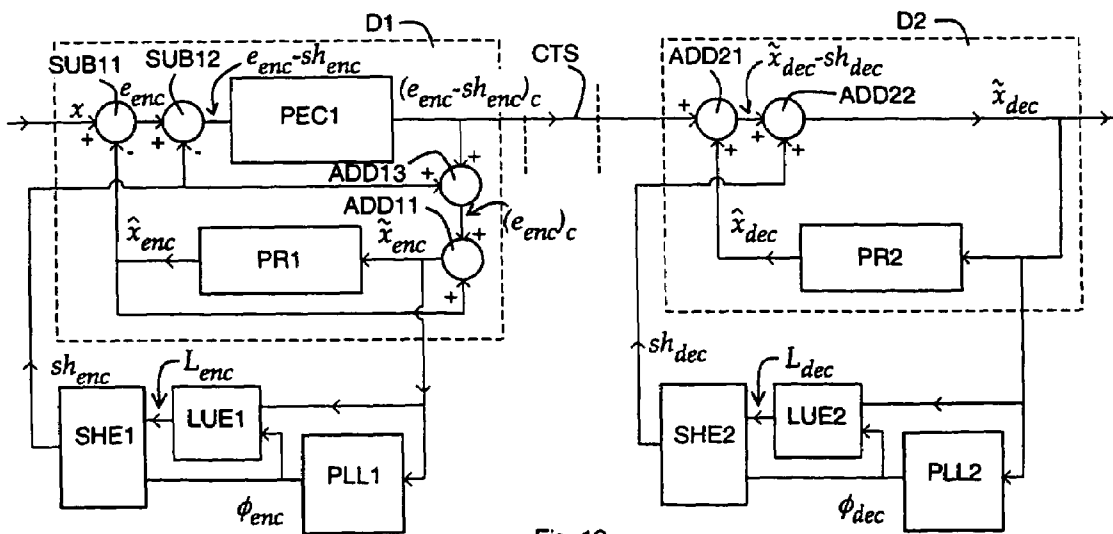 D1
D2
SUB11
SUB12
e_enc-sh_enc
CTS
ADD21
x̃_dec-sh_dec
ADD22
x
e_enc
PEC1
(e_enc-sh_enc)_c
x̃_dec
+
-
+
-
+
+
+
+
+
ADD13
+
+
ADD11
(e_enc)_c
+
+
x̂_enc
PR1
x̃_enc
x̂_dec
PR2
sh_enc
L_enc
sh_dec
L_dec
SHE1
LUE1
PLL1
SHE2
LUE2
PLL2
ϕ_enc
ϕ_dec